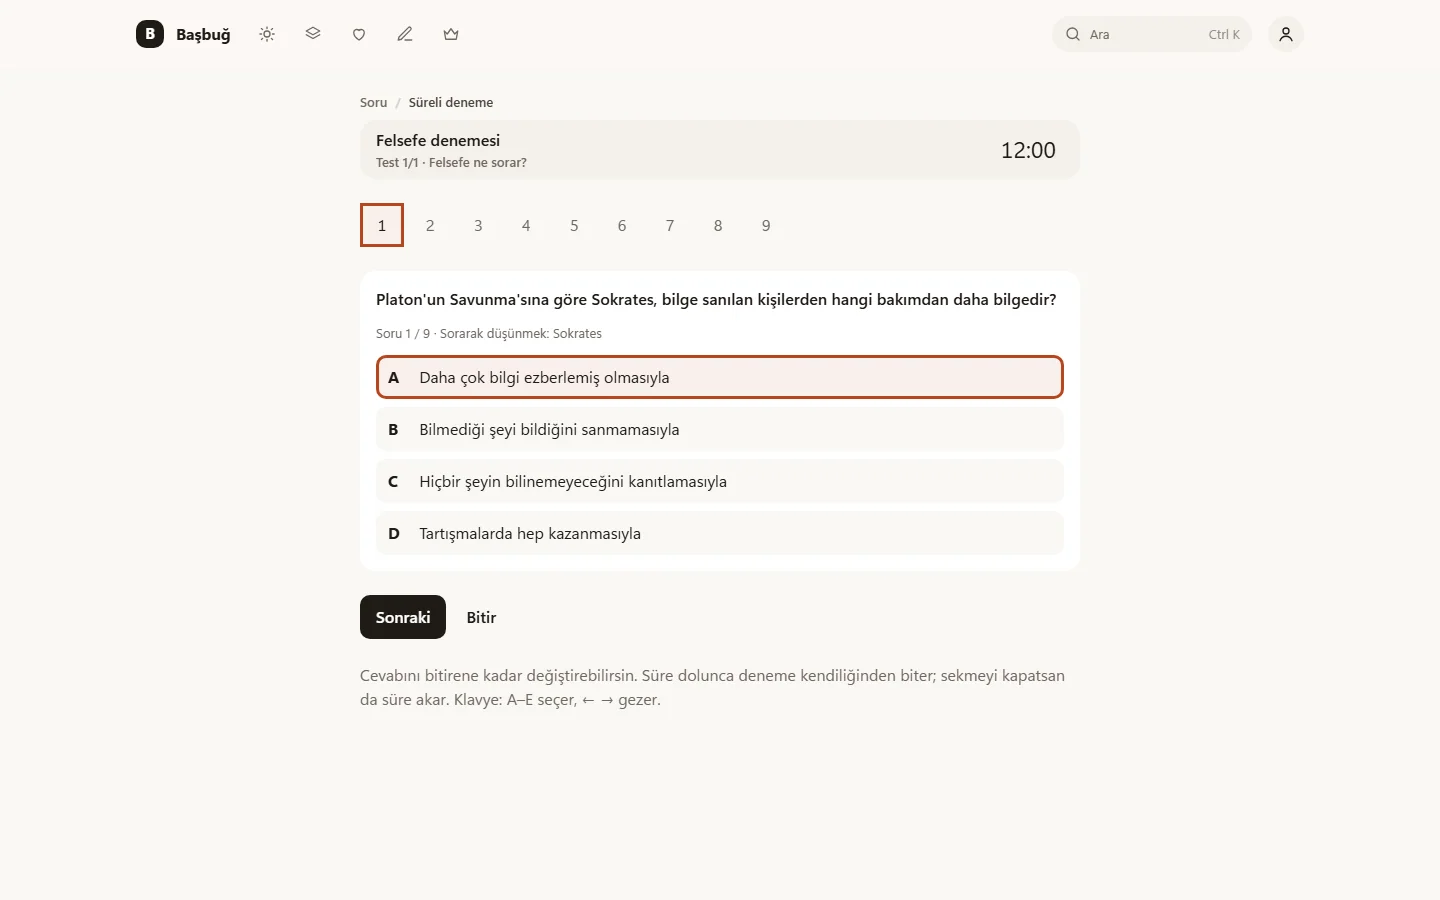 B Başbuğ
Ara Ctrl K
Soru / Süreli deneme
Felsefe denemesi
Test 1/1 · Felsefe ne sorar?
12:00
1 2 3 4 5 6 7 8 9
Platon'un Savunma'sına göre Sokrates, bilge sanılan kişilerden hangi bakımdan daha bilgedir?
Soru 1 / 9 · Sorarak düşünmek: Sokrates
A Daha çok bilgi ezberlemiş olmasıyla
B Bilmediği şeyi bildiğini sanmamasıyla
C Hiçbir şeyin bilinemeyeceğini kanıtlamasıyla
D Tartışmalarda hep kazanmasıyla
Sonraki Bitir
Cevabını bitirene kadar değiştirebilirsin. Süre dolunca deneme kendiliğinden biter; sekmeyi kapatsan
da süre akar. Klavye: A–E seçer, ← → gezer.